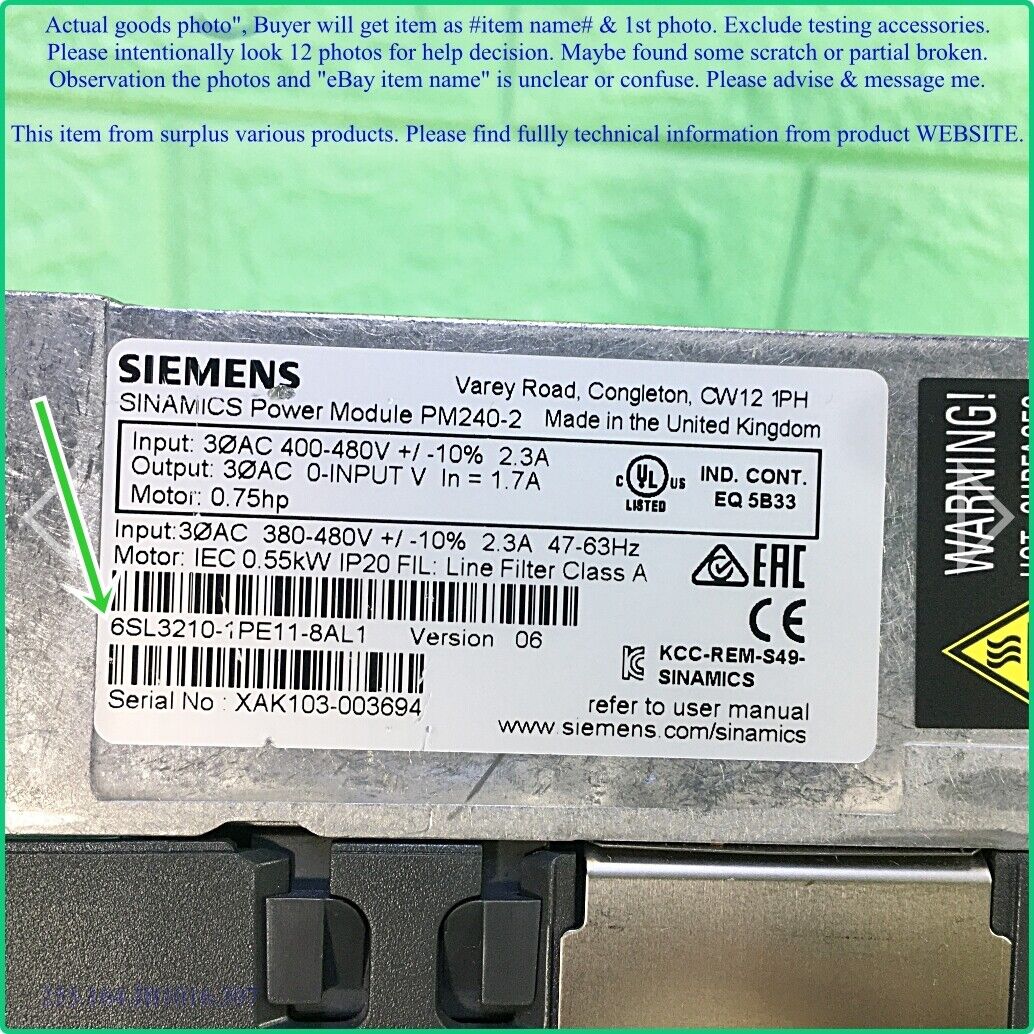 Actual goods photo", Buyer will get item as #item name# & 1st photo. Exclude testing accessories.
Please intentionally look 12 photos for help decision. Maybe found some scratch or partial broken.
Observation the photos and "eBay item name" is unclear or confuse. Please advise & message me.
This item from surplus various products. Please find fullly technical information from product WEBSITE.
SIEMENS
Varey Road, Congleton, CW12 1PH
SINAMICS Power Module PM240-2 Made in the United Kingdom
Input: 3ØAC 400-480V +/ -10% 2.3A
Output: 3ØAC 0-INPUT V In = 1.7A
Motor: 0.75hp
C UL US
LISTED
IND. CONT.
EQ 5B33
Input:3ØAC 380-480V +/ -10% 2.3A 47-63Hz
Motor: IEC 0.55kW IP20 FIL: Line Filter Class A
EAC
CE
6SL3210-1PE11-8AL1 Version 06
KC
KCC-REM-S49-
SINAMICS
Serial No : XAK103-003694
refer to user manual
www.siemens.com/sinamics
WARNING!